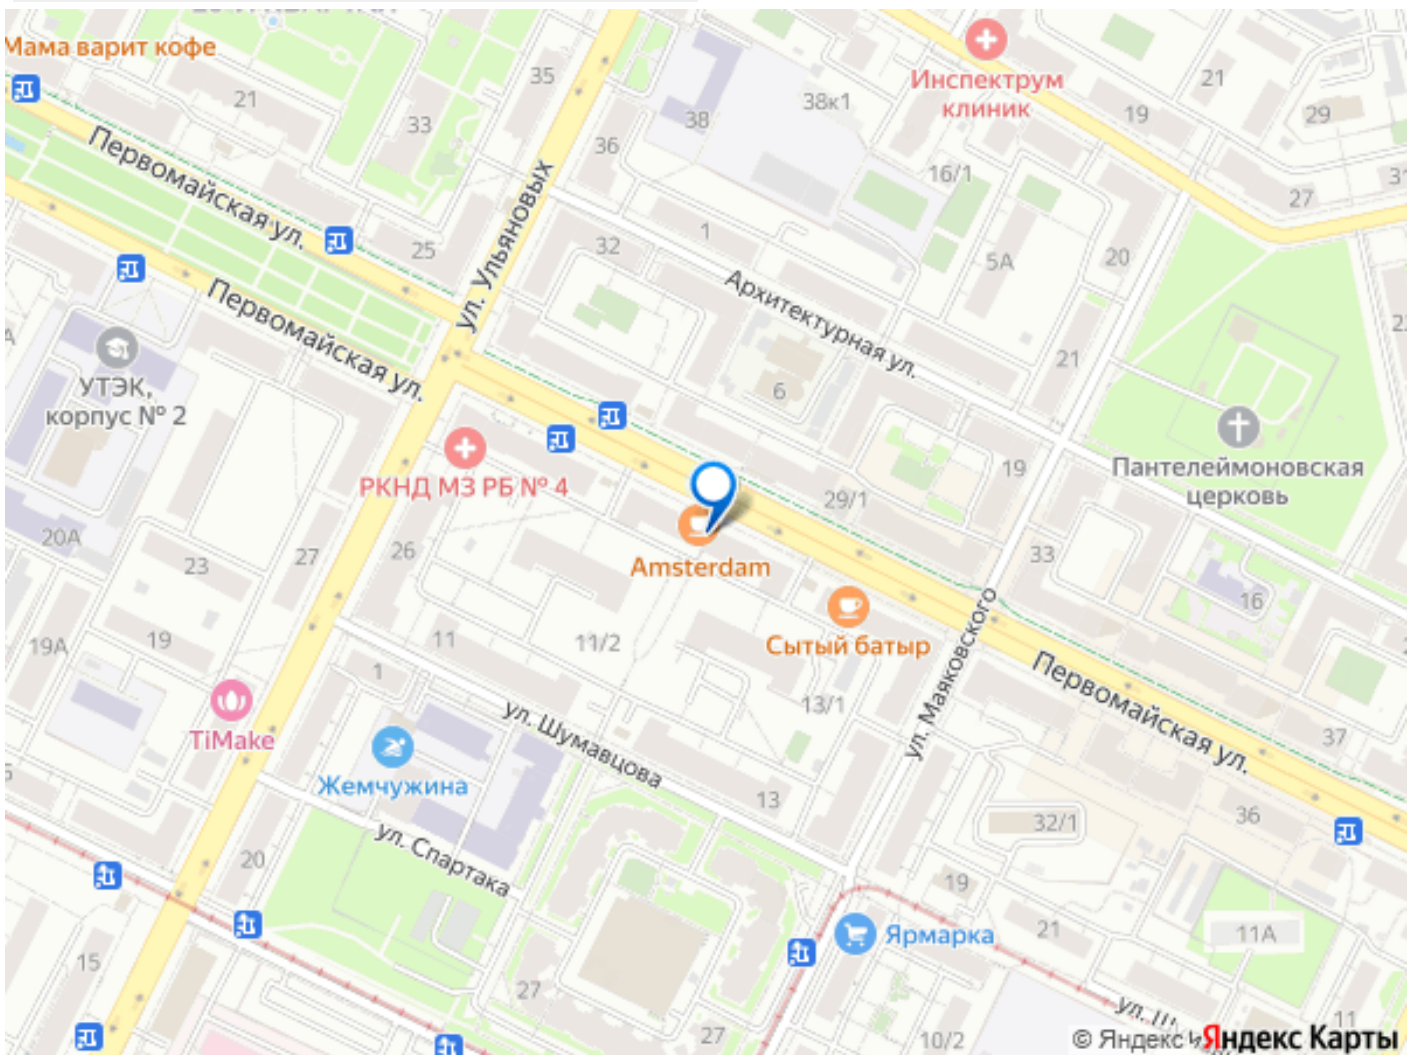 Мама варит кофе
21
33
35
38
38к1
36
Инспектрум
клиник
19
21
29
27
31
16/1
Первомайская ул.
25
ул. Ульяновых
32
1
5А
20
Архитектурная ул.
21
Первомайская ул.
УТЭК,
корпус № 2
6
РКНД МЗ РБ № 4
29/1
19
Пантелеймоновская
церковь
20А
23
27
26
Amsterdam
33
16
19А
19
11
11/2
Сытый батыр
ул. Маяковского
Первомайская ул.
1
13/1
TiMake
ул. Шумавцова
37
Жемчужина
13
32/1
36
20
ул. Спартака
19
Ярмарка
21
11А
15
27
27
10/2
11
© Яндекс
Яндекс Карты